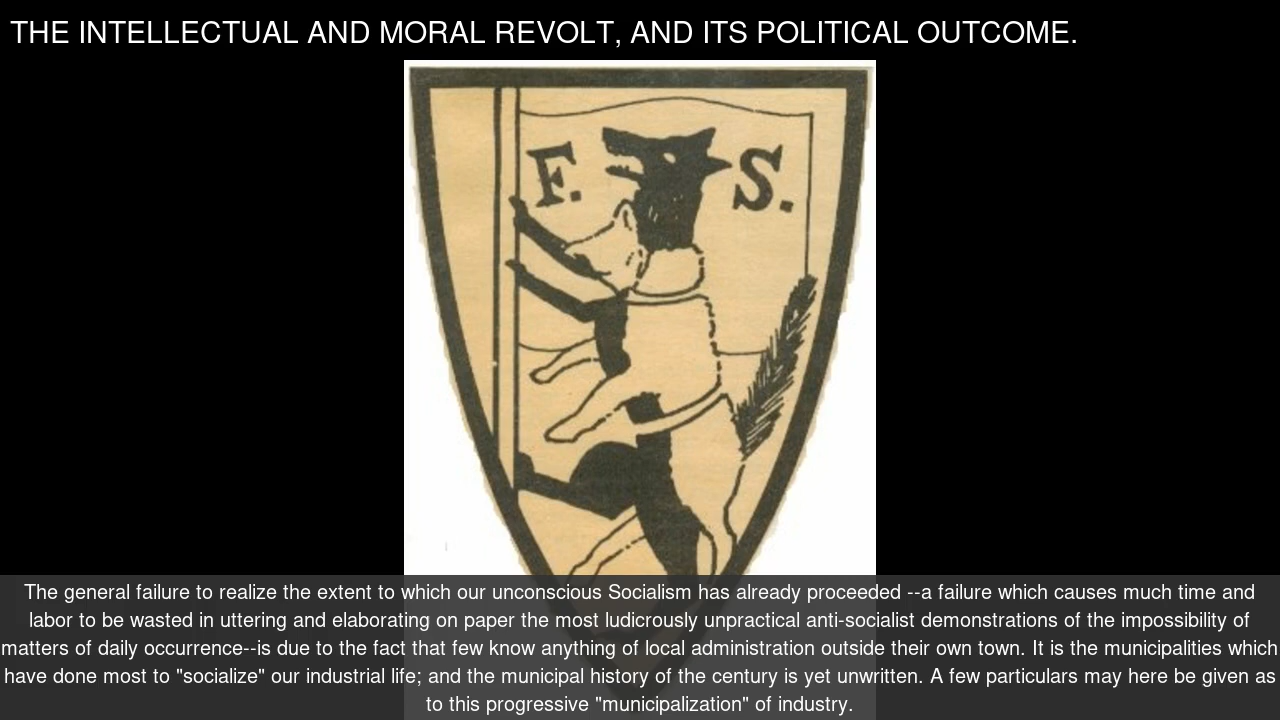 THE INTELLECTUAL AND MORAL REVOLT, AND ITS POLITICAL OUTCOME.
F. S.
The general failure to realize the extent to which our unconscious Socialism has already proceeded --a failure which causes much time and
labor to be wasted in uttering and elaborating on paper the most ludicrously unpractical anti-socialist demonstrations of the impossibility of
matters of daily occurrence--is due to the fact that few know anything of local administration outside their own town. It is the municipalities which
have done most to "socialize" our industrial life; and the municipal history of the century is yet unwritten. A few particulars may here be given as
to this progressive "municipalization" of industry.